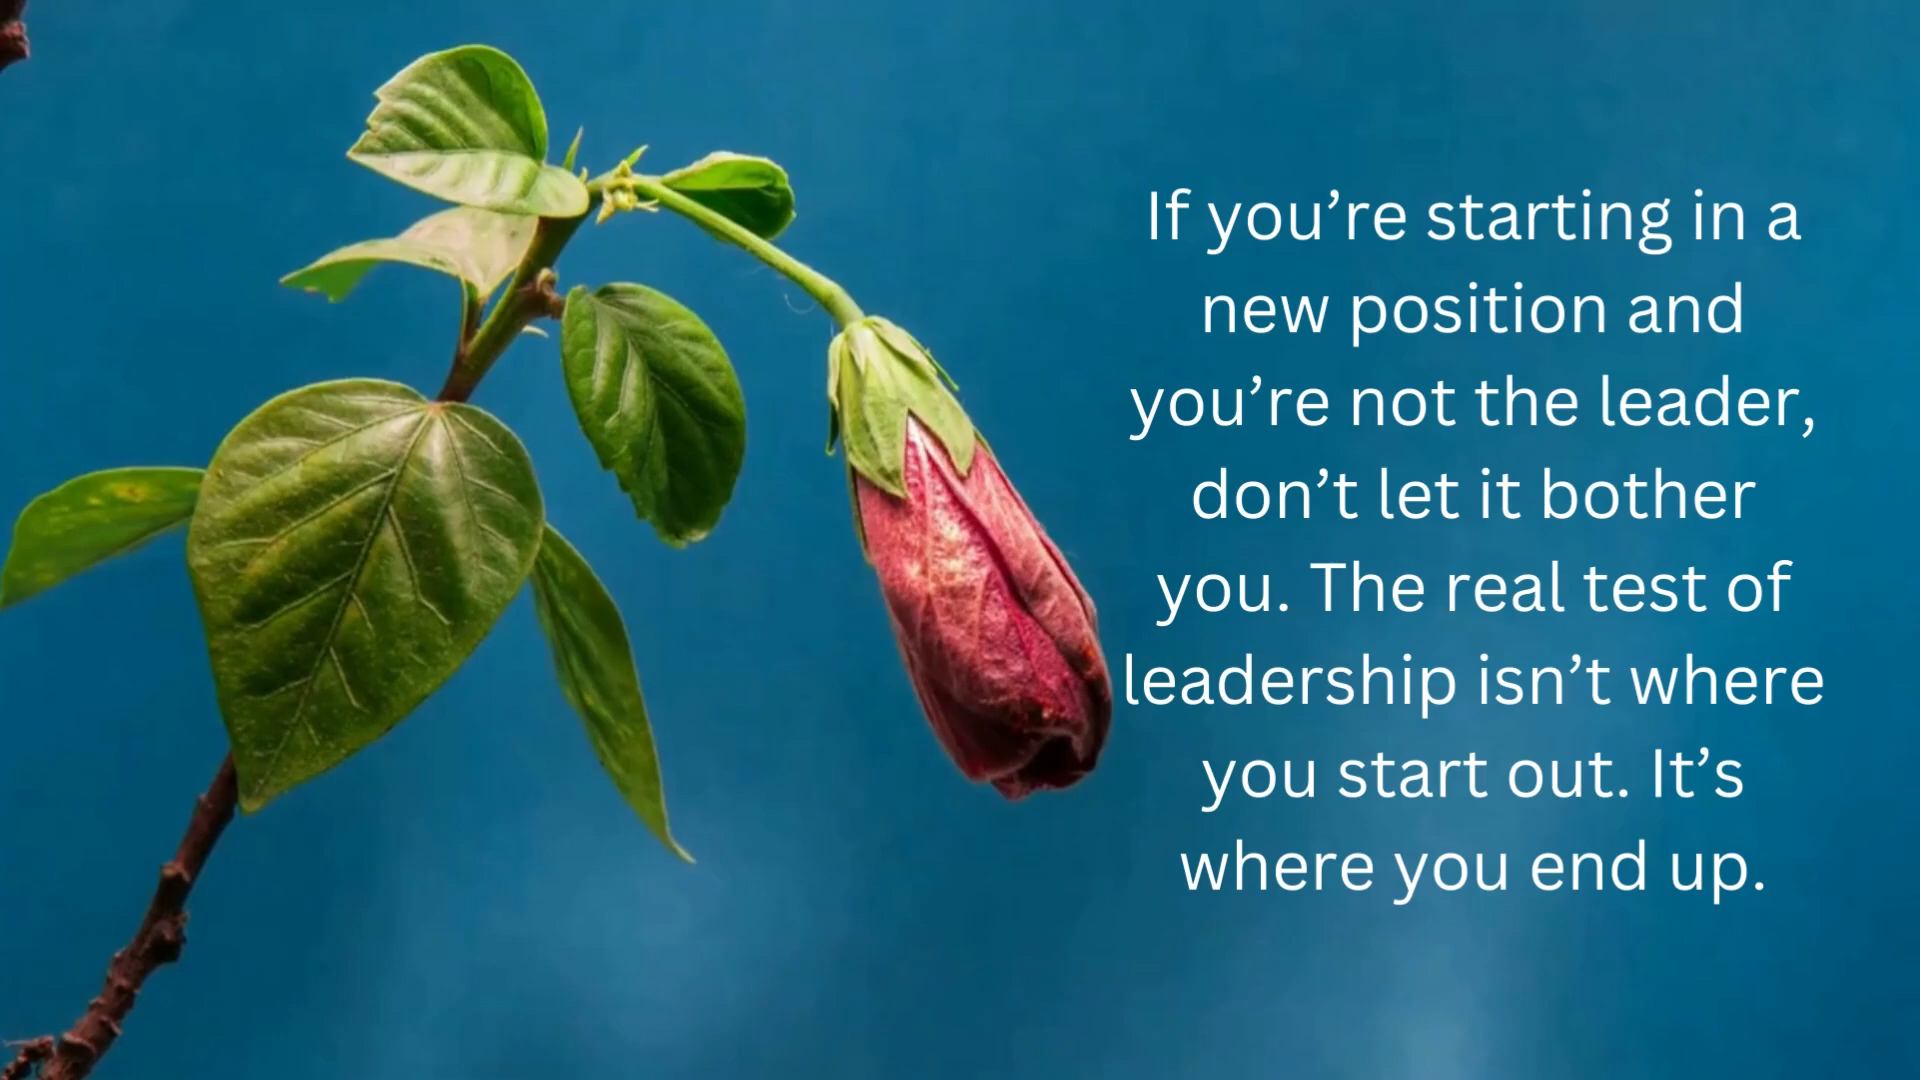 If you’re starting in a
new position and
you’re not the leader,
don’t let it bother
you. The real test of
leadership isn’t where
you start out. It’s
where you end up.